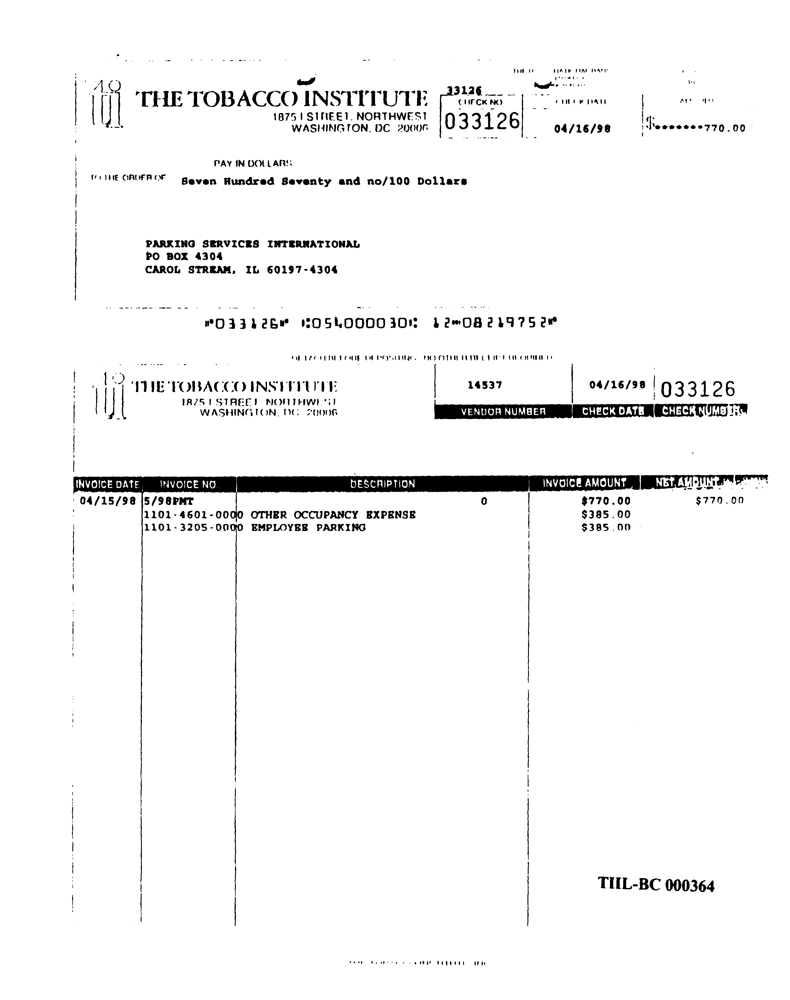 THE TOBACCO INSTITUTE
1875 I STREET, NORTHWEST
WASHINGTON, DC 20006
33126
CHECK NO
033126
CHECK DATE
04/16/98
$*******770.00
PAY IN DOLLARS
TO THE ORDER OF Seven Hundred Seventy and no/100 Dollars
PARKING SERVICES INTERNATIONAL
PO BOX 4304
CAROL STREAM, IL 60197-4304
⑈033126⑈ ⑆054000030⑆ 12⑉08219752⑈
THE TOBACCO INSTITUTE
1875 I STREET, NORTHWEST
WASHINGTON, DC 20006
14537 04/16/98 033126
VENDOR NUMBER CHECK DATE CHECK NUMBER
INVOICE DATE INVOICE NO. DESCRIPTION INVOICE AMOUNT NET AMOUNT
04/15/98 5/98PMT 0 $770.00 $770.00
1101-4601-0000 OTHER OCCUPANCY EXPENSE $385.00
1101-3205-0000 EMPLOYEE PARKING $385.00
TIIL-BC 000364